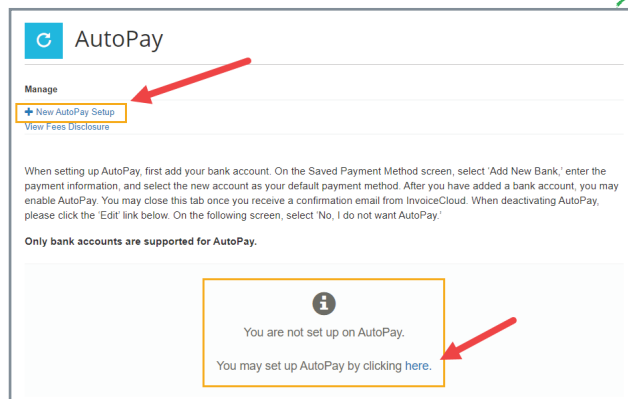 AutoPay
Manage
+ New AutoPay Setup
View Fees Disclosure
When setting up AutoPay, first add your bank account. On the Saved Payment Method screen, select 'Add New Bank,' enter the
payment information, and select the new account as your default payment method. After you have added a bank account, you may
enable AutoPay. You may close this tab once you receive a confirmation email from InvoiceCloud. When deactivating AutoPay,
please click the 'Edit' link below. On the following screen, select 'No, I do not want AutoPay.'
Only bank accounts are supported for AutoPay.
You are not set up on AutoPay.
You may set up AutoPay by clicking here.